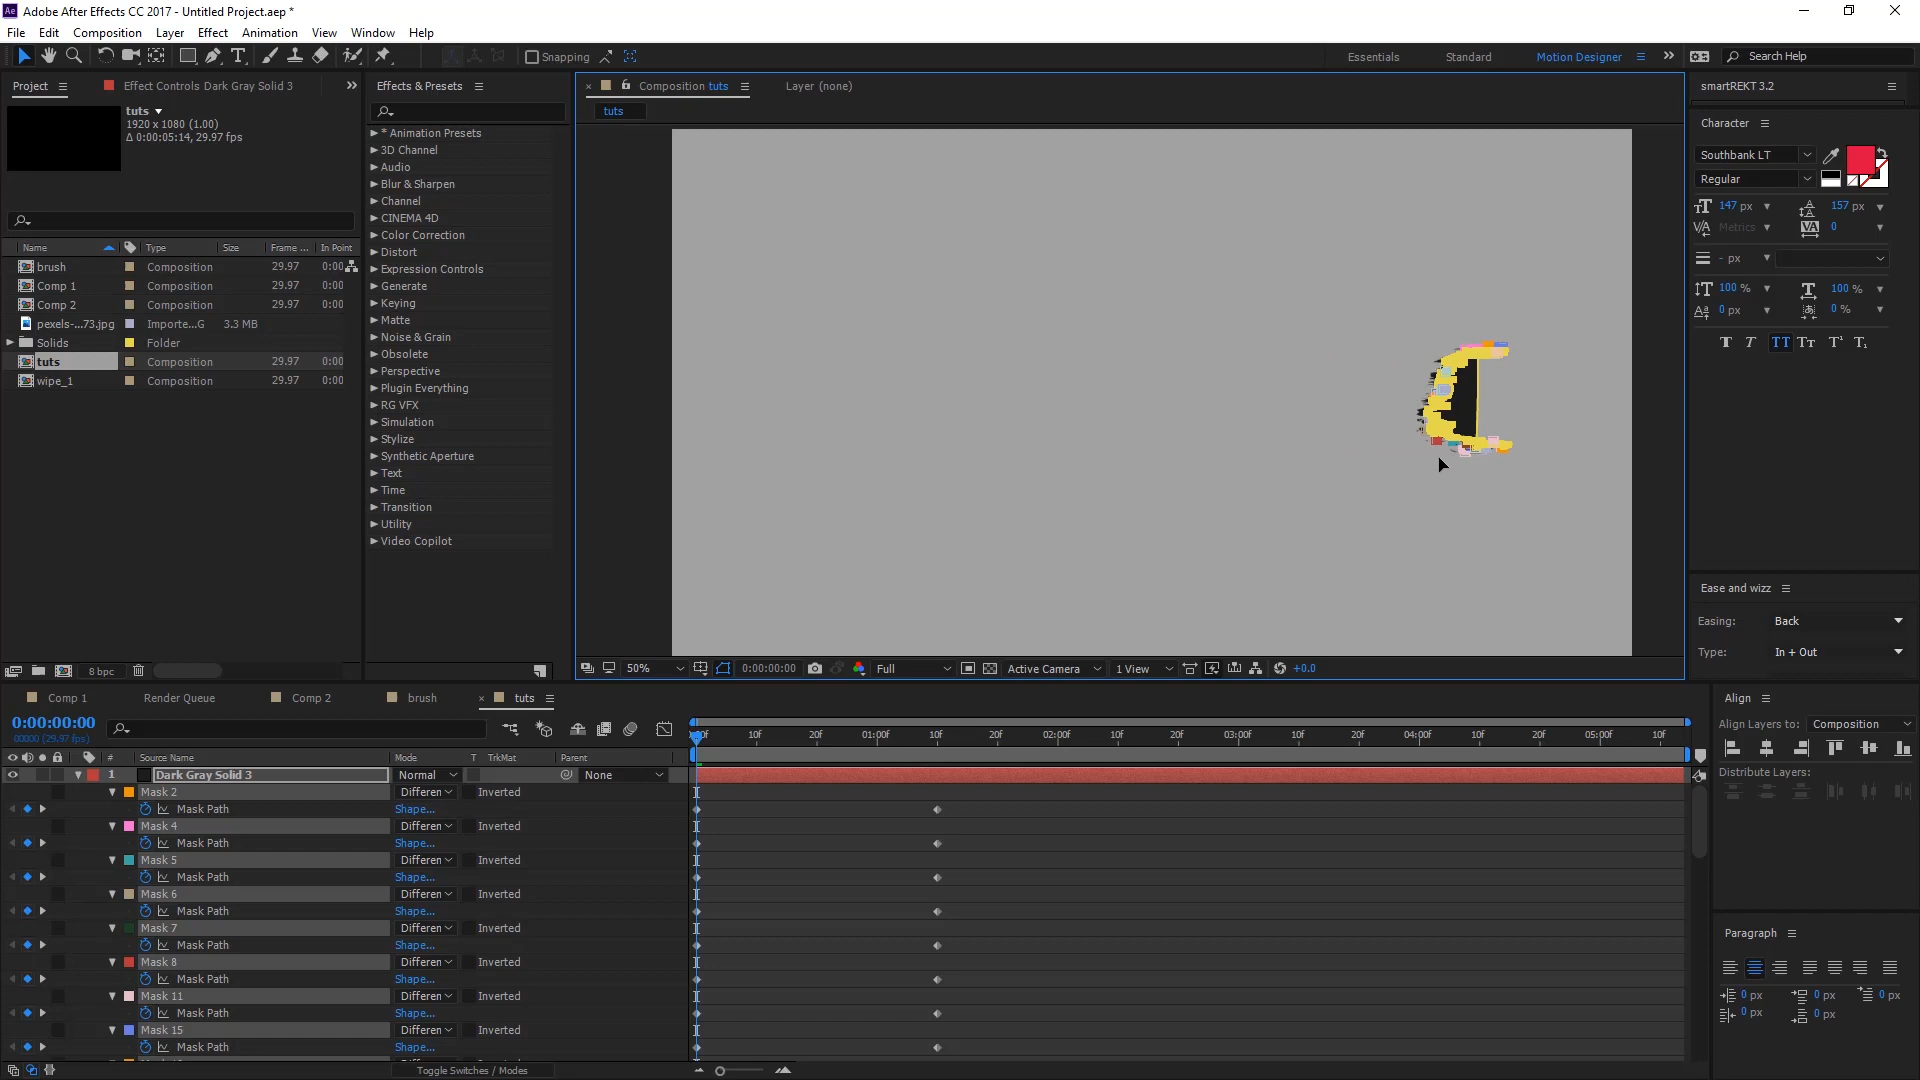 Adobe After Effects CC 2017 - Untitled Project.aep *
File Edit Composition Layer Effect Animation View Window Help
Snapping
Essentials Standard Motion Designer Search Help
Project Effect Controls Dark Gray Solid 3
tuts
1920 x 1080 (1.00)
Δ 0:00:05:14, 29.97 fps
Name Type Size Frame ... In Point
brush Composition 29.97 0:00
Comp 1 Composition 29.97 0:00
Comp 2 Composition 29.97 0:00
pexels-...73.jpg Importe...G 3.3 MB
Solids Folder
tuts Composition 29.97 0:00
wipe_1 Composition 29.97 0:00
8 bpc
Effects & Presets
* Animation Presets
3D Channel
Audio
Blur & Sharpen
Channel
CINEMA 4D
Color Correction
Distort
Expression Controls
Generate
Keying
Matte
Noise & Grain
Obsolete
Perspective
Plugin Everything
RG VFX
Simulation
Stylize
Synthetic Aperture
Text
Time
Transition
Utility
Video Copilot
Composition tuts Layer (none)
tuts
50% 0:00:00:00 Full Active Camera 1 View +0.0
smartREKT 3.2
Character
Southbank LT
Regular
147 px 157 px
Metrics 0
- px
100 % 100 %
0 px 0 %
T T TT Tt T¹ T₁
Ease and wizz
Easing: Back
Type: In + Out
Comp 1 Render Queue Comp 2 brush tuts
0:00:00:00
00000 (29.97 fps)
10f 20f 01:00f 10f 20f 02:00f 10f 20f 03:00f 10f 20f 04:00f 10f 20f 05:00f 10f
# Source Name Mode T TrkMat Parent
1 Dark Gray Solid 3 Normal None
Mask 2 Differen Inverted
Mask Path Shape...
Mask 4 Differen Inverted
Mask Path Shape...
Mask 5 Differen Inverted
Mask Path Shape...
Mask 6 Differen Inverted
Mask Path Shape...
Mask 7 Differen Inverted
Mask Path Shape...
Mask 8 Differen Inverted
Mask Path Shape...
Mask 11 Differen Inverted
Mask Path Shape...
Mask 15 Differen Inverted
Mask Path Shape...
Toggle Switches / Modes
Align
Align Layers to: Composition
Distribute Layers:
Paragraph
0 px 0 px 0 px
0 px 0 px